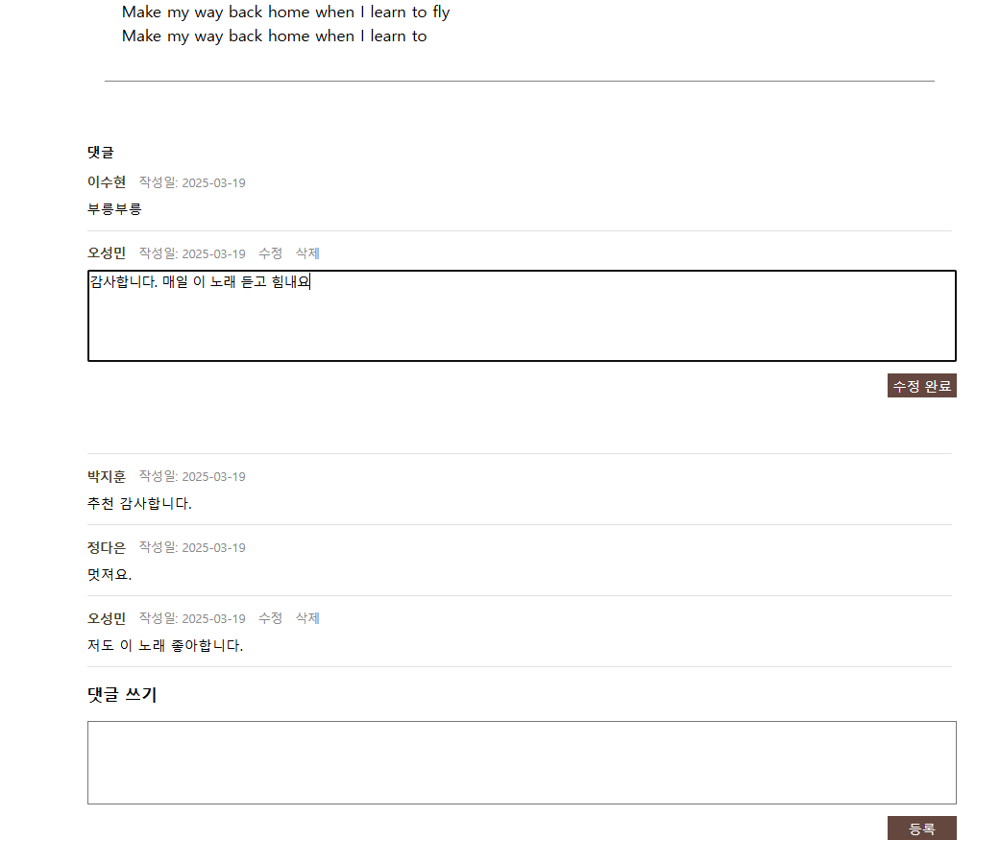 Make my way back home when I learn to fly
Make my way back home when I learn to
댓글
이수현 작성일: 2025-03-19
부릉부릉
오성민 작성일: 2025-03-19 수정 삭제
감사합니다. 매일 이 노래 듣고 힘내요
수정 완료
박지훈 작성일: 2025-03-19
추천 감사합니다.
정다은 작성일: 2025-03-19
멋져요.
오성민 작성일: 2025-03-19 수정 삭제
저도 이 노래 좋아합니다.
댓글 쓰기
등록